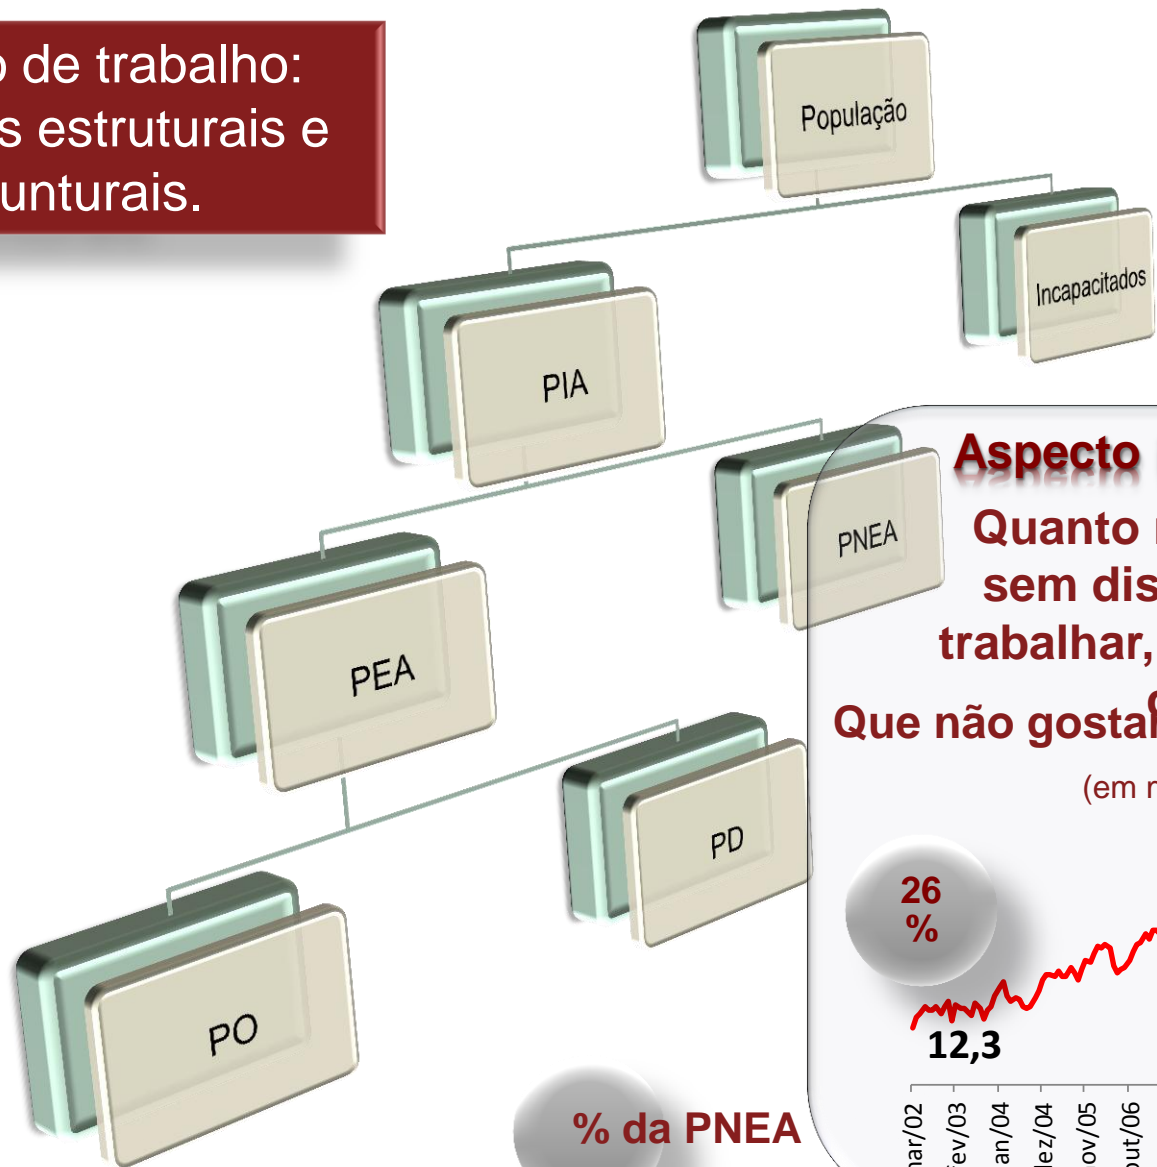 o de trabalho:
s estruturais e
unturais.
População
Incapacitados
PIA
PNEA
PEA
PD
PO
Aspecto
Quanto
sem dis
trabalhar,
Que não gosta
(em
26
%
12,3
mar/02
fev/03
jan/04
dez/04
nov/05
out/06
% da PNEA